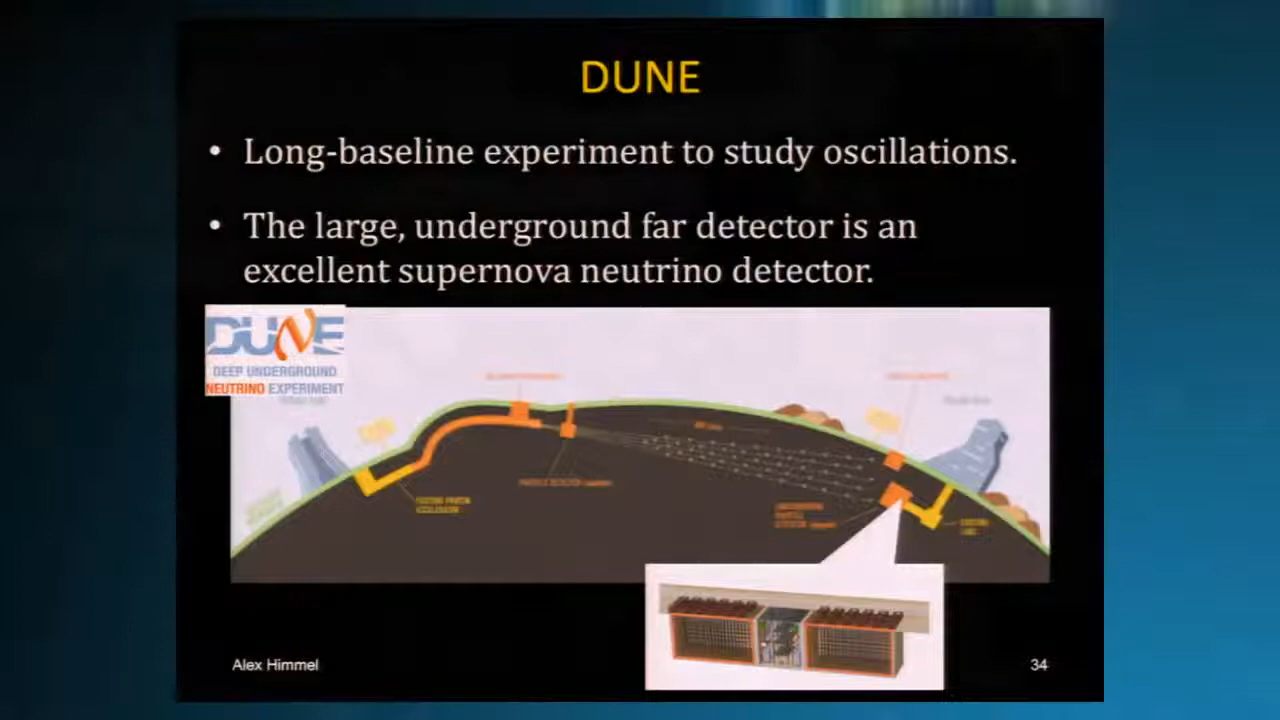 DUNE
• Long-baseline experiment to study oscillations.
• The large, underground far detector is an
excellent supernova neutrino detector.
DUNE
DEEP UNDERGROUND
NEUTRINO EXPERIMENT
Alex Himmel
34